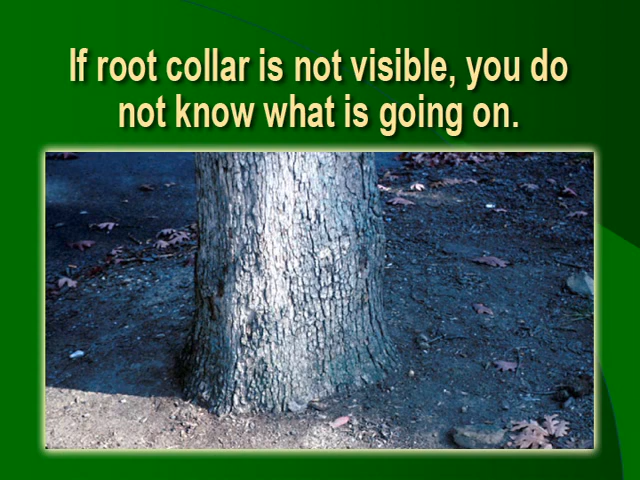 If root collar is not visible, you do
not know what is going on.